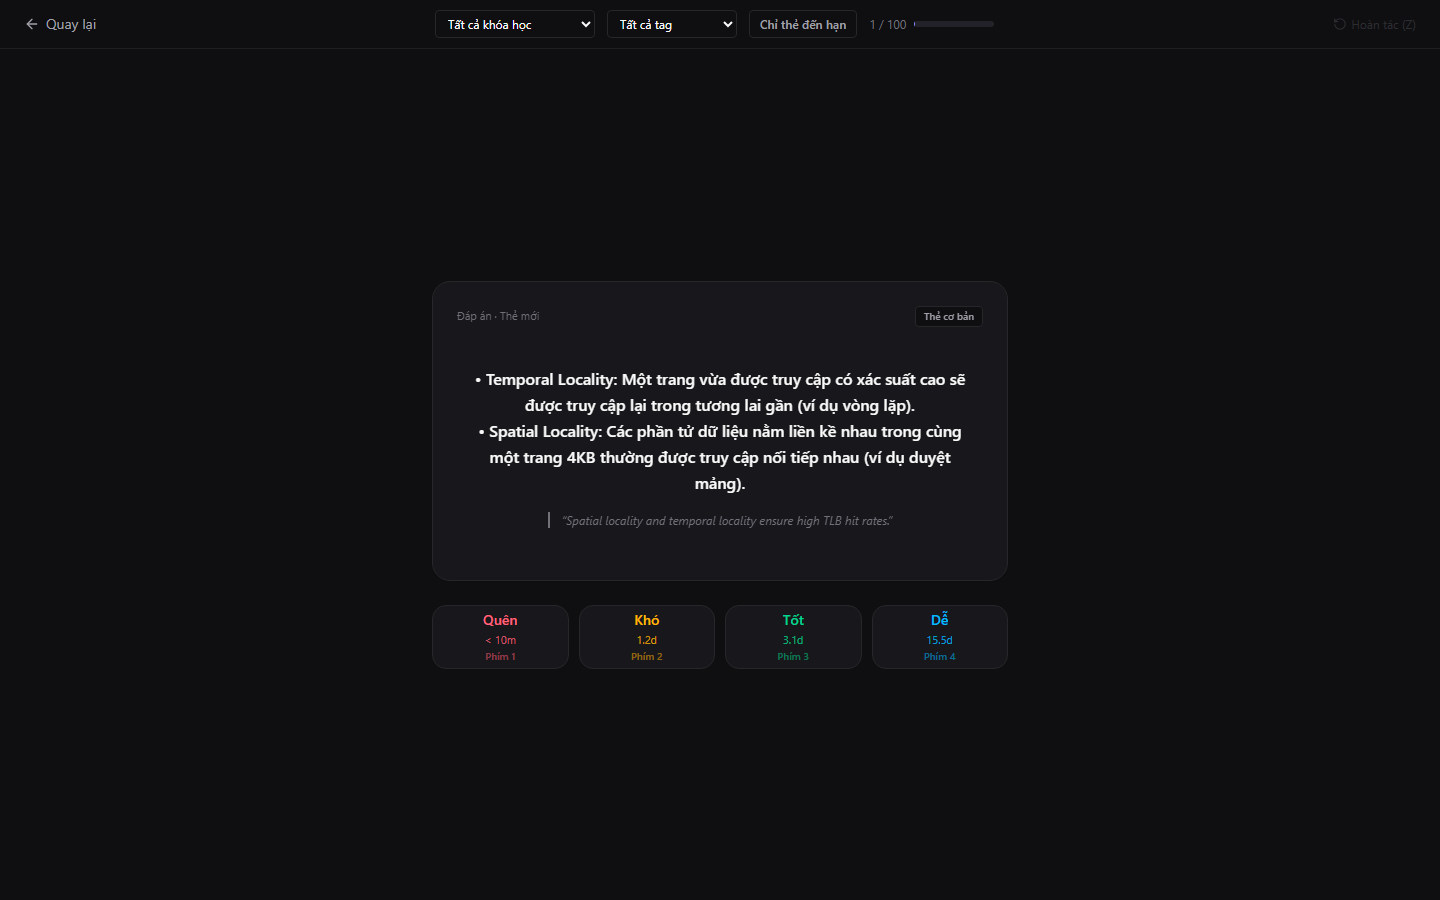 Quay lại
Tất cả khóa học
Tất cả tag
Chỉ thẻ đến hạn
1 / 100
Hoàn tác (Z)
Đáp án · Thẻ mới
Thẻ cơ bản
• Temporal Locality: Một trang vừa được truy cập có xác suất cao sẽ
được truy cập lại trong tương lai gần (ví dụ vòng lặp).
• Spatial Locality: Các phần tử dữ liệu nằm liền kề nhau trong cùng
một trang 4KB thường được truy cập nối tiếp nhau (ví dụ duyệt
mảng).
"Spatial locality and temporal locality ensure high TLB hit rates."
Quên
< 10m
Phím 1
Khó
1.2d
Phím 2
Tốt
3.1d
Phím 3
Dễ
15.5d
Phím 4